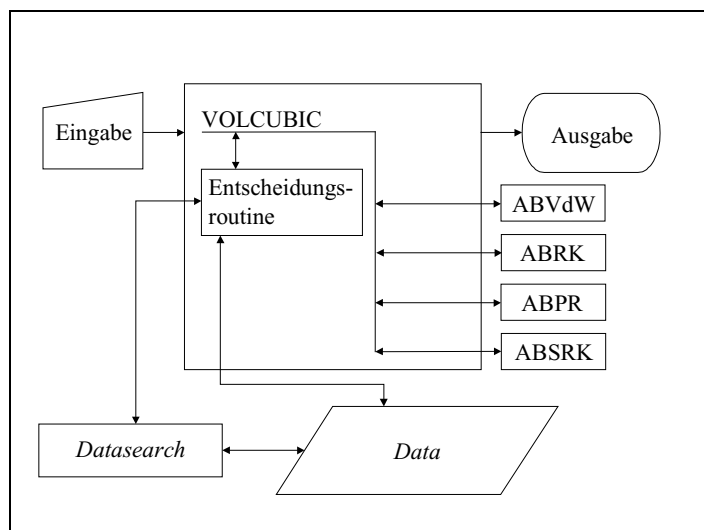 VOLCUBIC
Eingabe
Ausgabe
Entscheidungs-
routine
ABVdW
ABRK
ABPR
ABSRK
Datasearch
Data